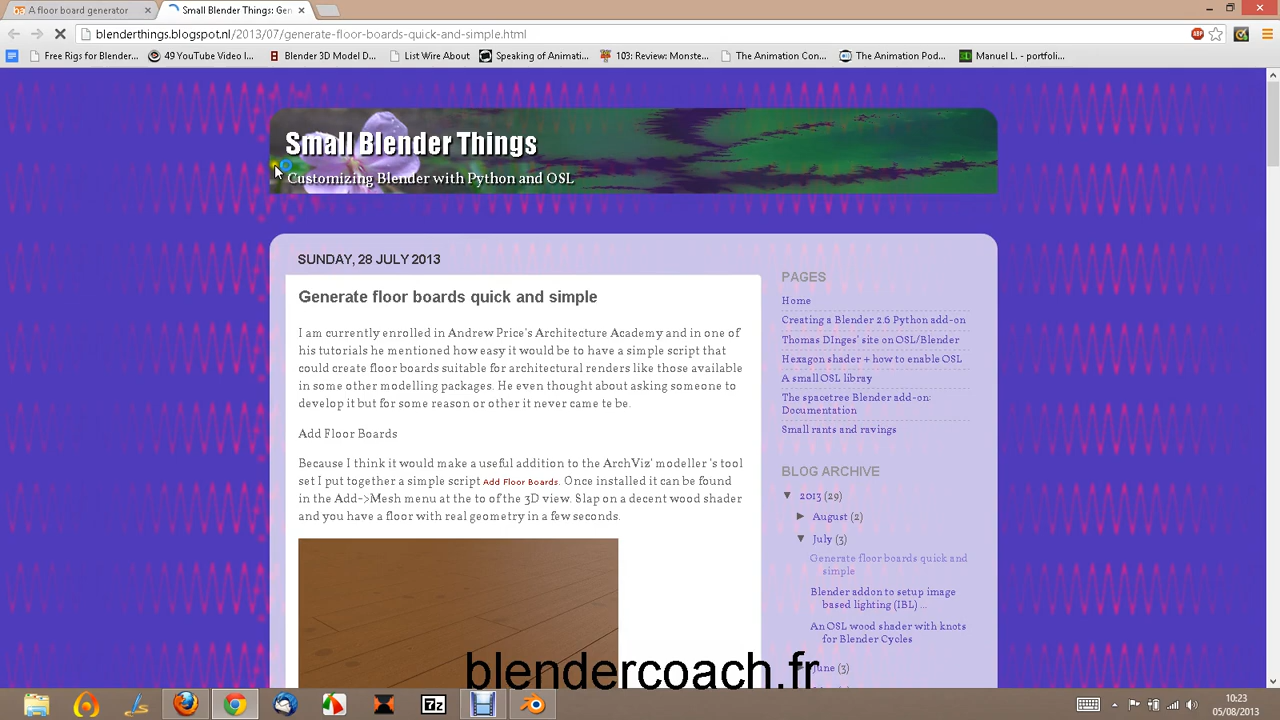 A floor board generator
Small Blender Things: Gen
blenderthings.blogspot.nl/2013/07/generate-floor-boards-quick-and-simple.html
ABP
Free Rigs for Blender...
49 YouTube Video I...
Blender 3D Model D...
List Wire About
Speaking of Animati...
103: Review: Monste...
The Animation Con...
The Animation Pod...
Manuel L. - portfoli...
Small Blender Things
Customizing Blender with Python and OSL
SUNDAY, 28 JULY 2013
Generate floor boards quick and simple
I am currently enrolled in Andrew Price's Architecture Academy and in one of
his tutorials he mentioned how easy it would be to have a simple script that
could create floor boards suitable for architectural renders like those available
in some other modelling packages. He even thought about asking someone to
develop it but for some reason or other it never came te be.
Add Floor Boards
Because I think it would make a useful addition to the ArchViz' modeller 's tool
set I put together a simple script Add Floor Boards. Once installed it can be found
in the Add->Mesh menu at the to of the 3D view. Slap on a decent wood shader
and you have a floor with real geometry in a few seconds.
PAGES
Home
Creating a Blender 2.6 Python add-on
Thomas DInges' site on OSL/Blender
Hexagon shader + how to enable OSL
A small OSL libray
The spacetree Blender add-on:
Documentation
Small rants and ravings
BLOG ARCHIVE
▼ 2013 (29)
► August (2)
▼ July (3)
Generate floor boards quick and
simple
Blender addon to setup image
based lighting (IBL) ...
An OSL wood shader with knots
for Blender Cycles
June (3)
blendercoach.fr
7z
10:23
05/08/2013